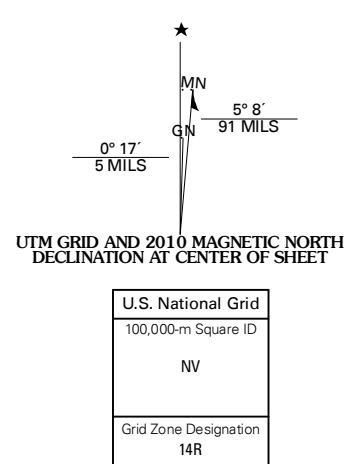 ★
MN
5° 8´
91 MILS
GN
0° 17´
5 MILS
UTM GRID AND 2010 MAGNETIC NORTH
DECLINATION AT CENTER OF SHEET
U.S. National Grid
100,000-m Square ID
NV
Grid Zone Designation
14R